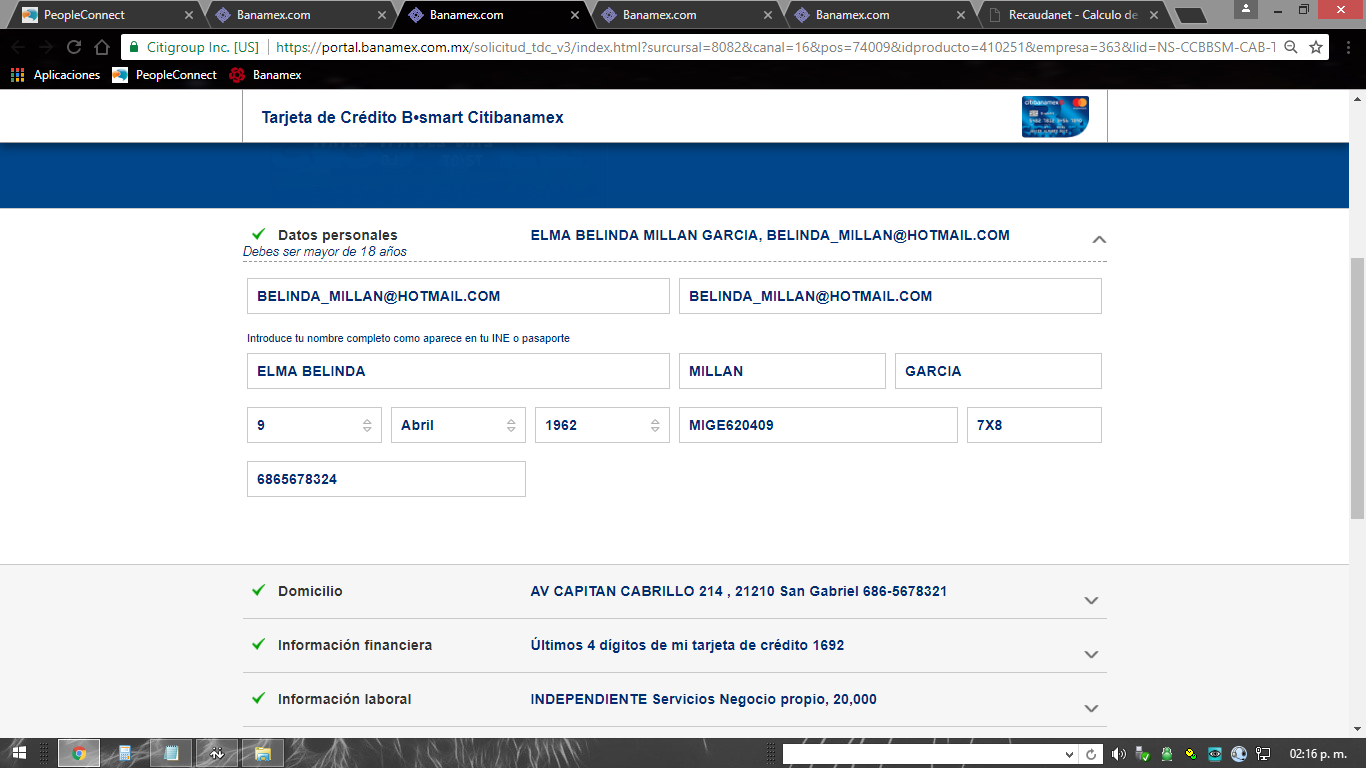 PeopleConnect
Banamex.com
Banamex.com
Banamex.com
Banamex.com
Recaudanet - Calculo de
Citigroup Inc. [US]
https://portal.banamex.com.mx/solicitud_tdc_v3/index.html?sursursal=8082&canal=16&pos=74009&idproducto=410251&empresa=363&lid=NS-CCBBSM-CAB-T
Aplicaciones
PeopleConnect
Banamex
Tarjeta de Crédito B•smart Citibanamex
citibanamex
Datos personales
ELMA BELINDA MILLAN GARCIA, BELINDA_MILLAN@HOTMAIL.COM
Debes ser mayor de 18 años
BELINDA_MILLAN@HOTMAIL.COM
BELINDA_MILLAN@HOTMAIL.COM
Introduce tu nombre completo como aparece en tu INE o pasaporte
ELMA BELINDA
MILLAN
GARCIA
9
Abril
1962
MIGE620409
7X8
6865678324
Domicilio
AV CAPITAN CABRILLO 214 , 21210 San Gabriel 686-5678321
Información financiera
Últimos 4 dígitos de mi tarjeta de crédito 1692
Información laboral
INDEPENDIENTE Servicios Negocio propio, 20,000
02:16 p. m.